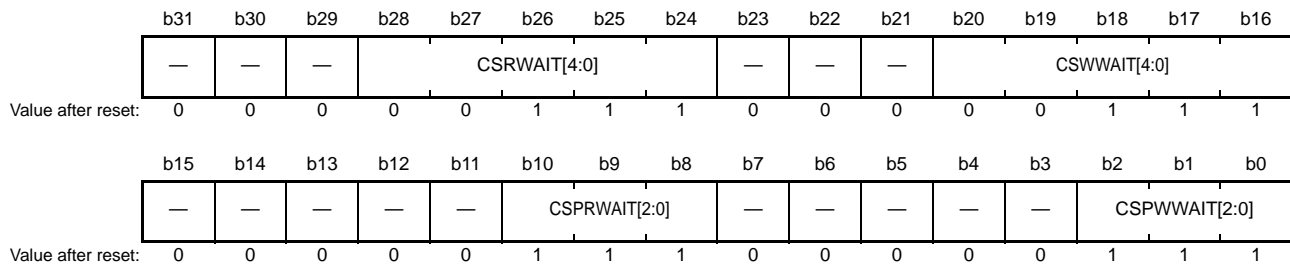 b31 b30 b29 b28 b27 b26 b25 b24 b23 b22 b21 b20 b19 b18 b17 b16
— — — CSRWAIT[4:0] — — — CSWWAIT[4:0]
Value after reset: 0 0 0 0 0 1 1 1 0 0 0 0 0 1 1 1
b15 b14 b13 b12 b11 b10 b9 b8 b7 b6 b5 b4 b3 b2 b1 b0
— — — — — CSPRWAIT[2:0] — — — — — CSPWWAIT[2:0]
Value after reset: 0 0 0 0 0 1 1 1 0 0 0 0 0 1 1 1